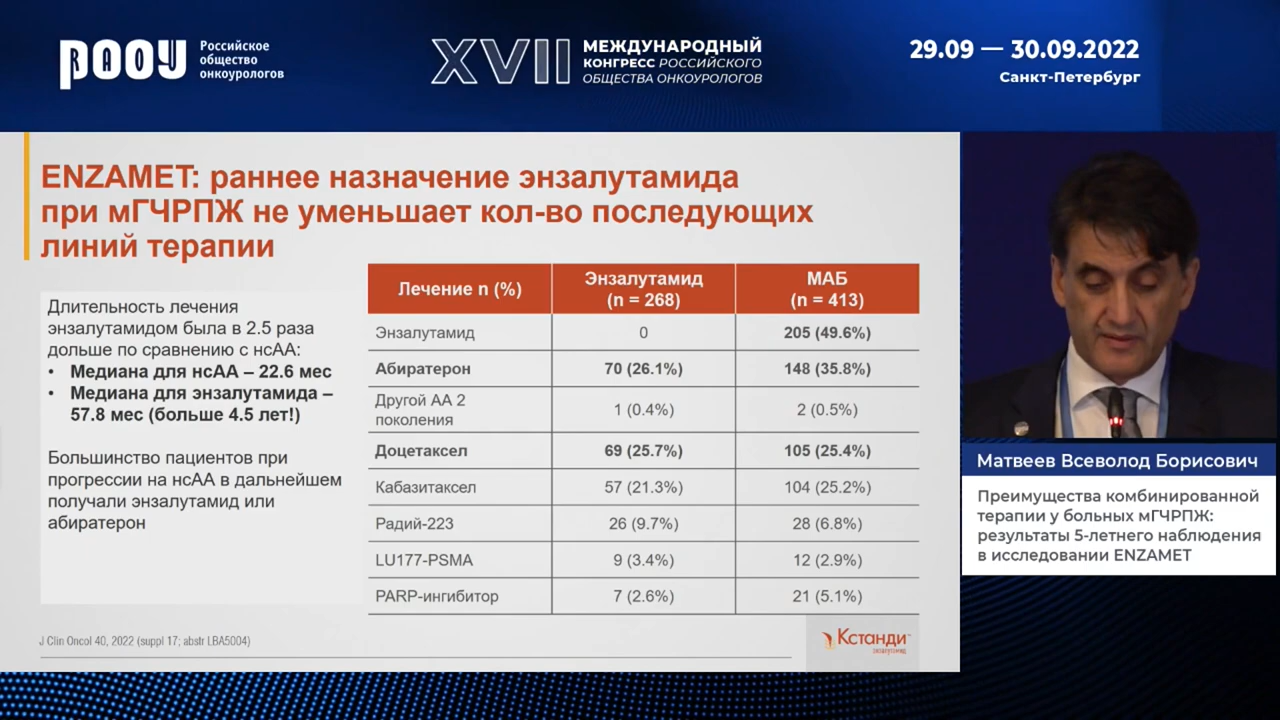 РАОУ
RAOU
Российское
общество
онкоурологов
XVII
МЕЖДУНАРОДНЫЙ
КОНГРЕСС РОССИЙСКОГО
ОБЩЕСТВА ОНКОУРОЛОГОВ
29.09 — 30.09.2022
Санкт-Петербург
ENZAMET: раннее назначение энзалутамида
при мГЧРПЖ не уменьшает кол-во последующих
линий терапии
Длительность лечения
энзалутамидом была в 2.5 раза
дольше по сравнению с нсАА:
• Медиана для нсАА – 22.6 мес
• Медиана для энзалутамида –
57.8 мес (больше 4.5 лет!)
Большинство пациентов при
прогрессии на нсАА в дальнейшем
получали энзалутамид или
абиратерон
Лечение n (%) Энзалутамид (n = 268) МАБ (n = 413)
Энзалутамид 0 205 (49.6%)
Абиратерон 70 (26.1%) 148 (35.8%)
Другой АА 2 поколения 1 (0.4%) 2 (0.5%)
Доцетаксел 69 (25.7%) 105 (25.4%)
Кабазитаксел 57 (21.3%) 104 (25.2%)
Радий-223 26 (9.7%) 28 (6.8%)
LU177-PSMA 9 (3.4%) 12 (2.9%)
PARP-ингибитор 7 (2.6%) 21 (5.1%)
J Clin Oncol 40, 2022 (suppl 17; abstr LBA5004)
Кстанди™
энзалутамид
Матвеев Всеволод Борисович
Преимущества комбинированной
терапии у больных мГЧРПЖ:
результаты 5-летнего наблюдения
в исследовании ENZAMET